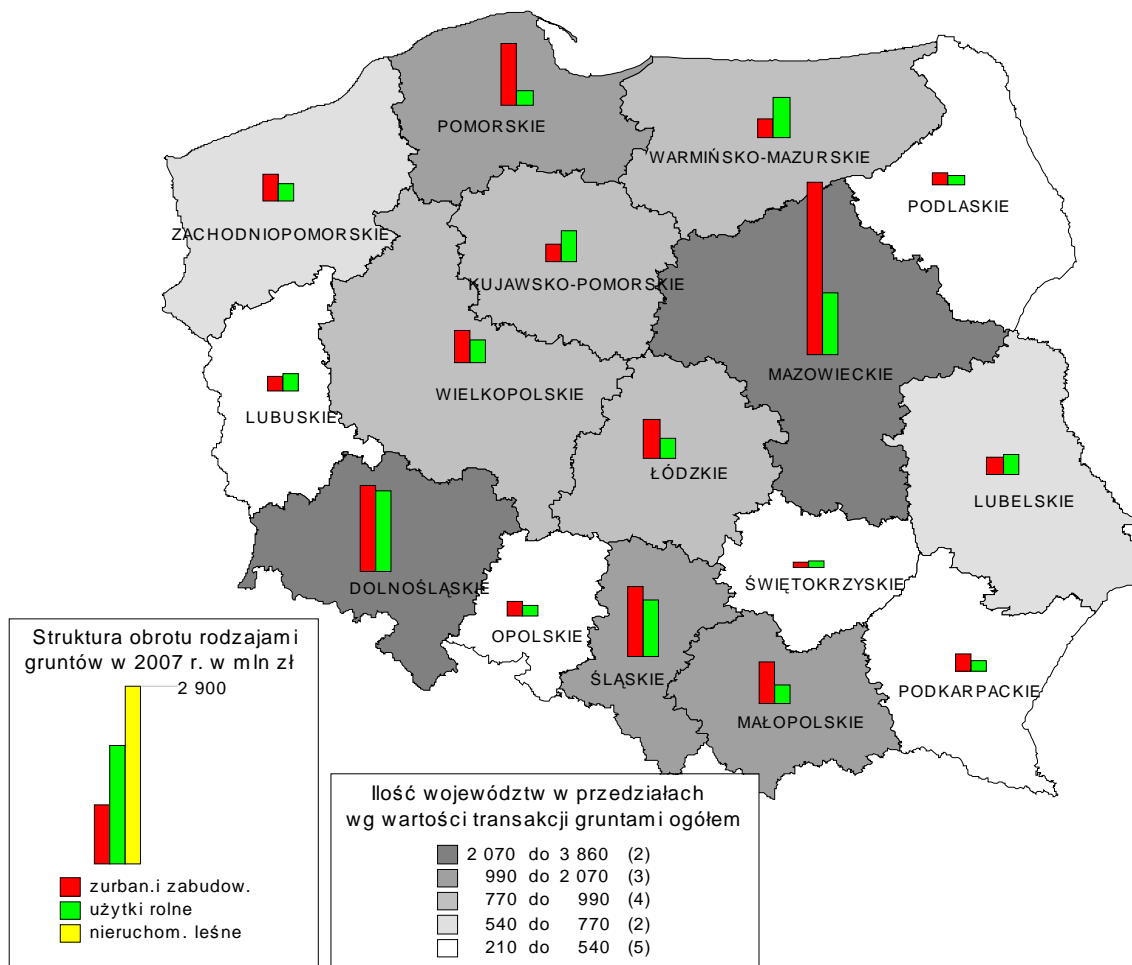 POMORSKIE
WARMIŃSKO-MAZURSKIE
PODLASKIE
ZACHODNIOPOMORSKIE
KUJAWSKO-POMORSKIE
MAZOWIECKIE
WIELKOPOLSKIE
LUBUSKIE
ŁÓDZKIE
LUBELSKIE
DOLNOŚLĄSKIE
ŚWIĘTOKRZYSKIE
OPOLSKIE
ŚLĄSKIE
PODKARPACKIE
MAŁOPOLSKIE
Struktura obrotu rodzajami
gruntów w 2007 r. w mln zł
2 900
zurban.i zabudow.
użytki rolne
nieruchom. leśne
Ilość województw w przedziałach
wg wartości transakcji gruntami ogółem
2 070 do 3 860 (2)
990 do 2 070 (3)
770 do 990 (4)
540 do 770 (2)
210 do 540 (5)